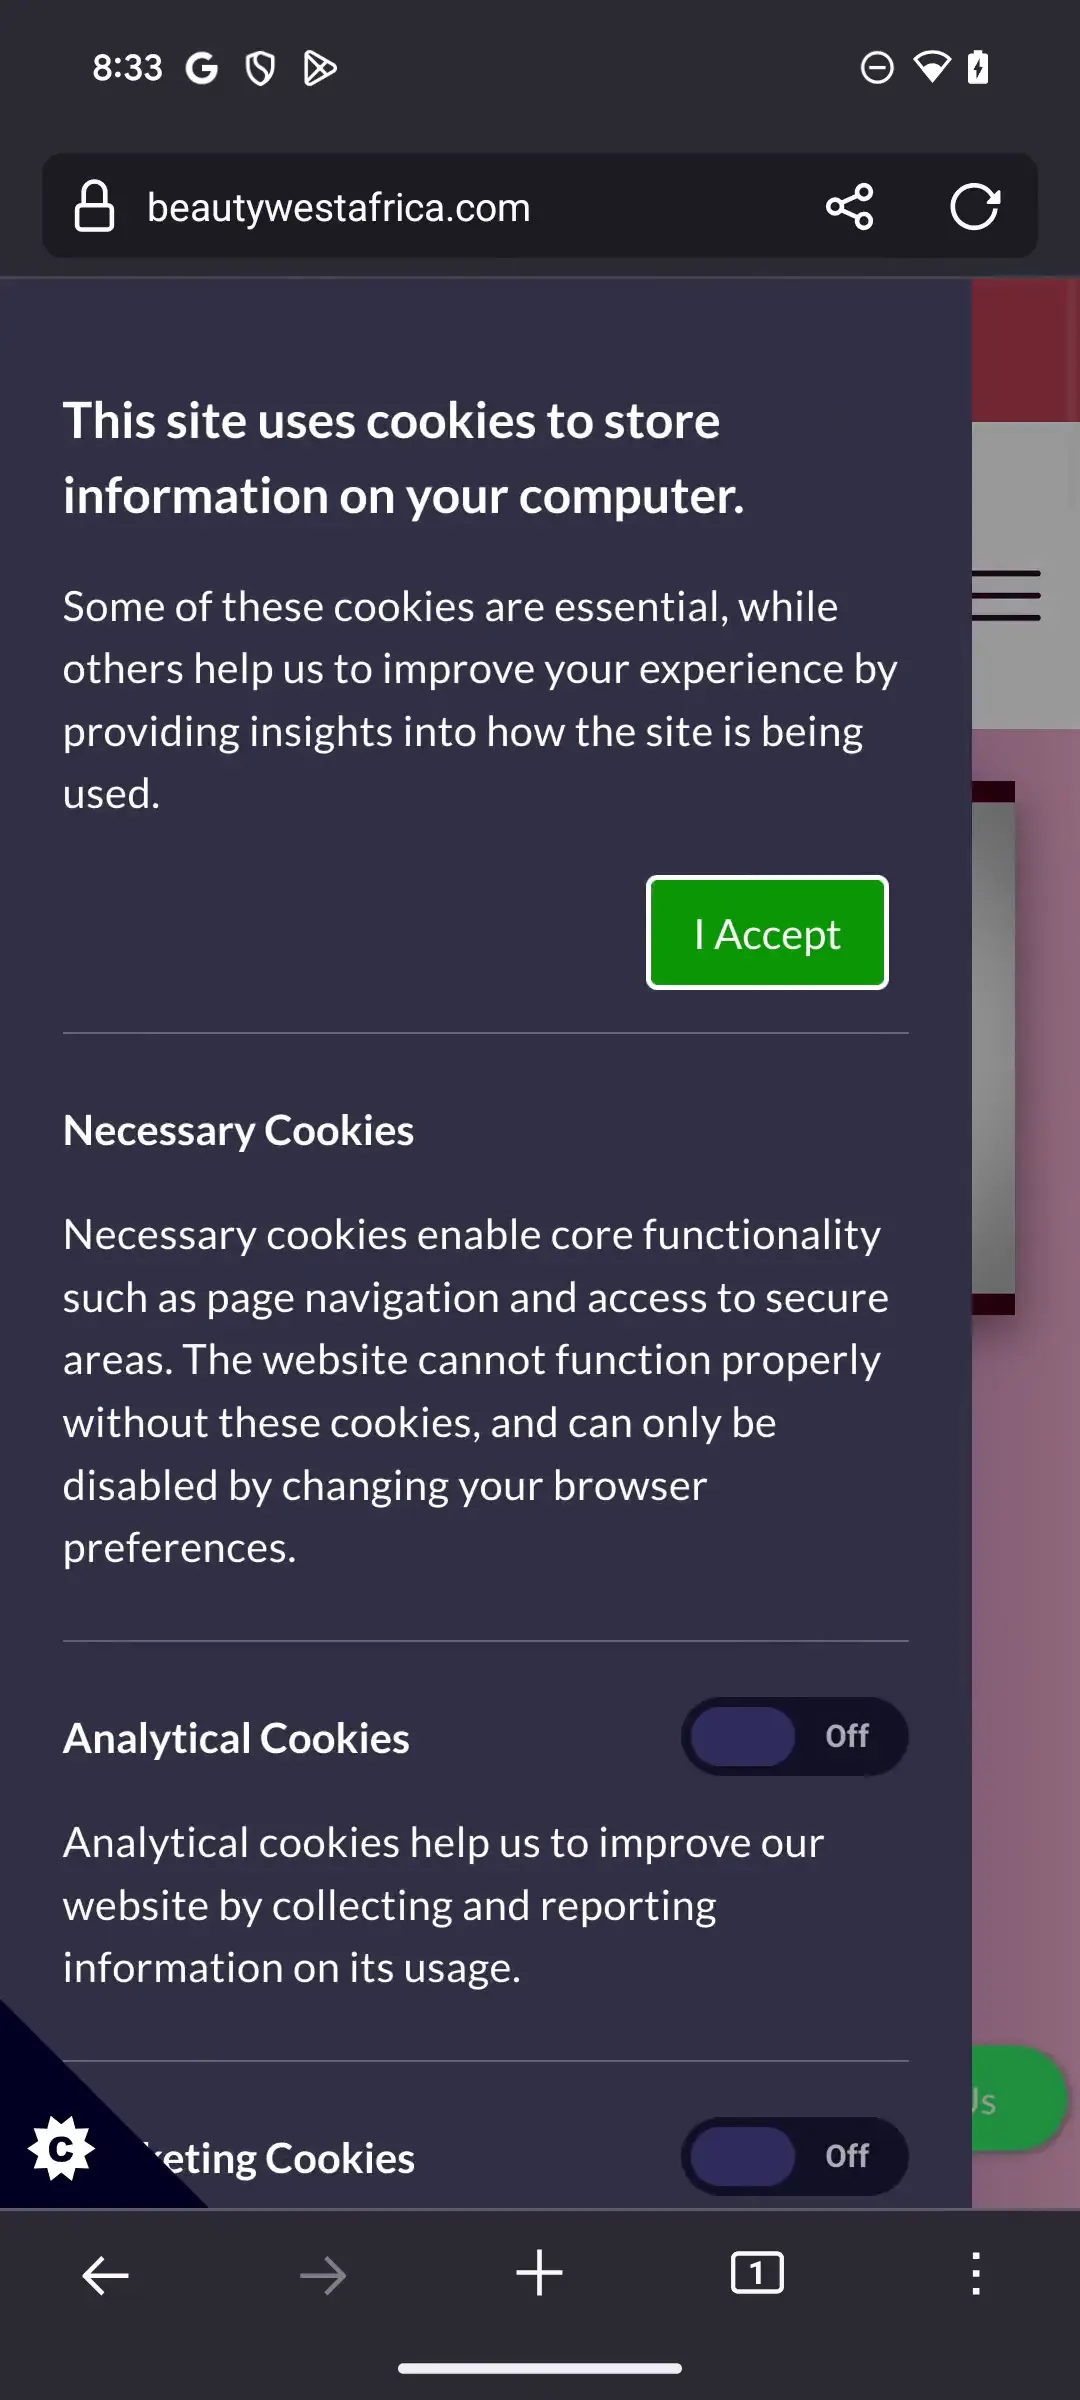 8:33
beautywestafrica.com
This site uses cookies to store
information on your computer.
Some of these cookies are essential, while
others help us to improve your experience by
providing insights into how the site is being
used.
I Accept
Necessary Cookies
Necessary cookies enable core functionality
such as page navigation and access to secure
areas. The website cannot function properly
without these cookies, and can only be
disabled by changing your browser
preferences.
Analytical Cookies
Off
Analytical cookies help us to improve our
website by collecting and reporting
information on its usage.
keting Cookies
Off
1